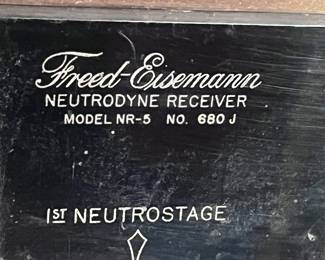 Freed-Eisemann
NEUTRODYNE RECEIVER
MODEL NR-5 NO. 680 J
1ST NEUTROSTAGE